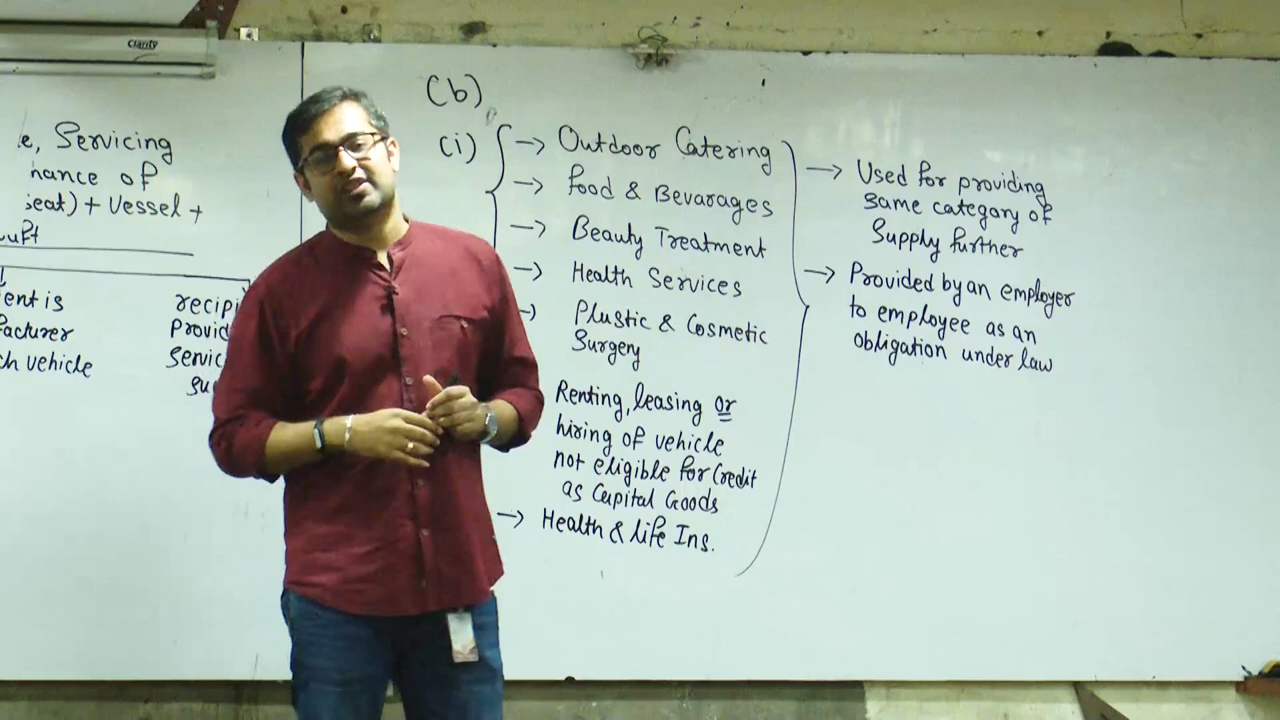 Clarity
e, Servicing
nance of
seat) + Vessel +
ent is
facturer
ch vehicle
recipi
Provid
Servic
su
(b)
(i)
→ Outdoor Catering
→ Food & Bevarages
→ Beauty Treatment
→ Health Services
→ Plastic & Cosmetic
Surgery
Renting, leasing or
hiring of vehicle
not eligible for Credit
as Capital Goods
→ Health & life Ins.
→ Used for providing
same category of
Supply further
→ Provided by an employer
to employee as an
obligation under law